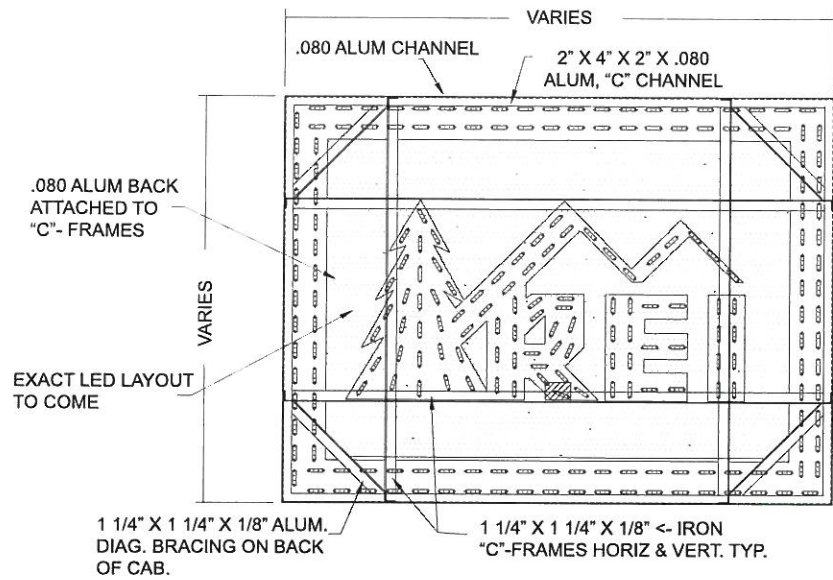 VARIES
.080 ALUM CHANNEL
2" X 4" X 2" X .080
ALUM, "C" CHANNEL
.080 ALUM BACK
ATTACHED TO
"C"- FRAMES
VARIES
EXACT LED LAYOUT
TO COME
REI
1 1/4" X 1 1/4" X 1/8" ALUM.
DIAG. BRACING ON BACK
OF CAB.
1 1/4" X 1 1/4" X 1/8" <- IRON
"C"-FRAMES HORIZ & VERT. TYP.